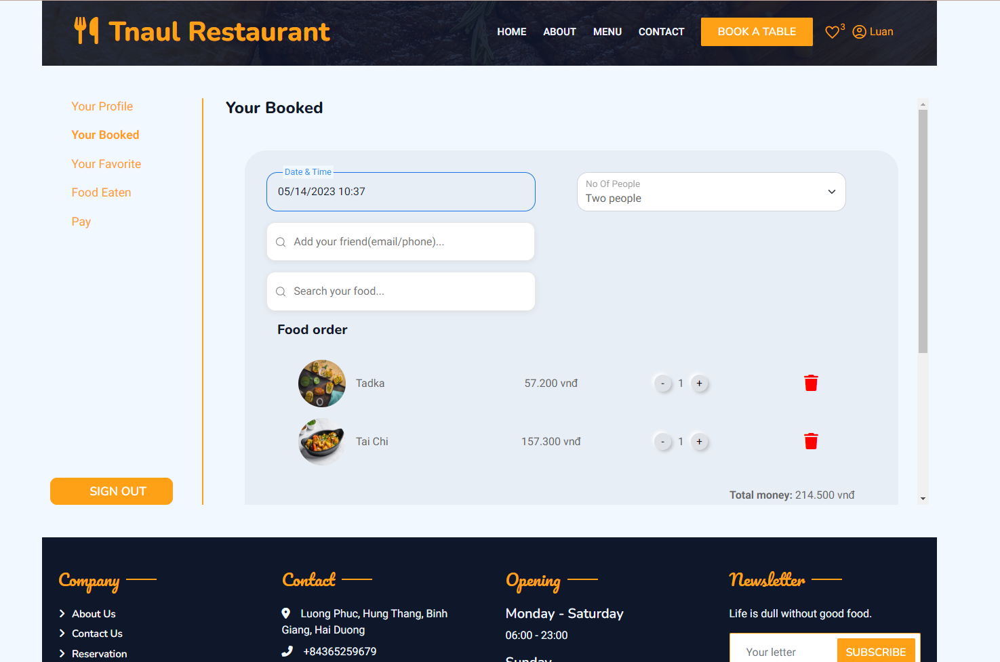 Tnaul Restaurant
HOME ABOUT MENU CONTACT BOOK A TABLE 3 Luan
Your Profile
Your Booked
Your Favorite
Food Eaten
Pay
SIGN OUT
Your Booked
Date & Time
05/14/2023 10:37
No Of People
Two people
Add your friend(email/phone)...
Search your food...
Food order
Tadka 57.200 vnđ - 1 +
Tai Chi 157.300 vnđ - 1 +
Total money: 214.500 vnđ
Company
About Us
Contact Us
Reservation
Contact
Luong Phuc, Hung Thang, Binh
Giang, Hai Duong
+84365259679
Opening
Monday - Saturday
06:00 - 23:00
Sunday
Newsletter
Life is dull without good food.
Your letter SUBSCRIBE